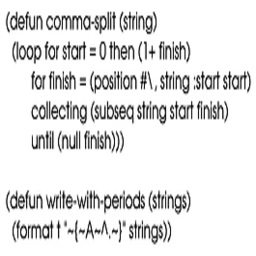 (defun comma-split (string)
(loop for start = 0 then (1+ finish)
for finish = (position #\, string :start start)
collecting (subseq string start finish)
until (null finish)))
(defun write-with-periods (strings)
(format t "~{~A~^.~}" strings))